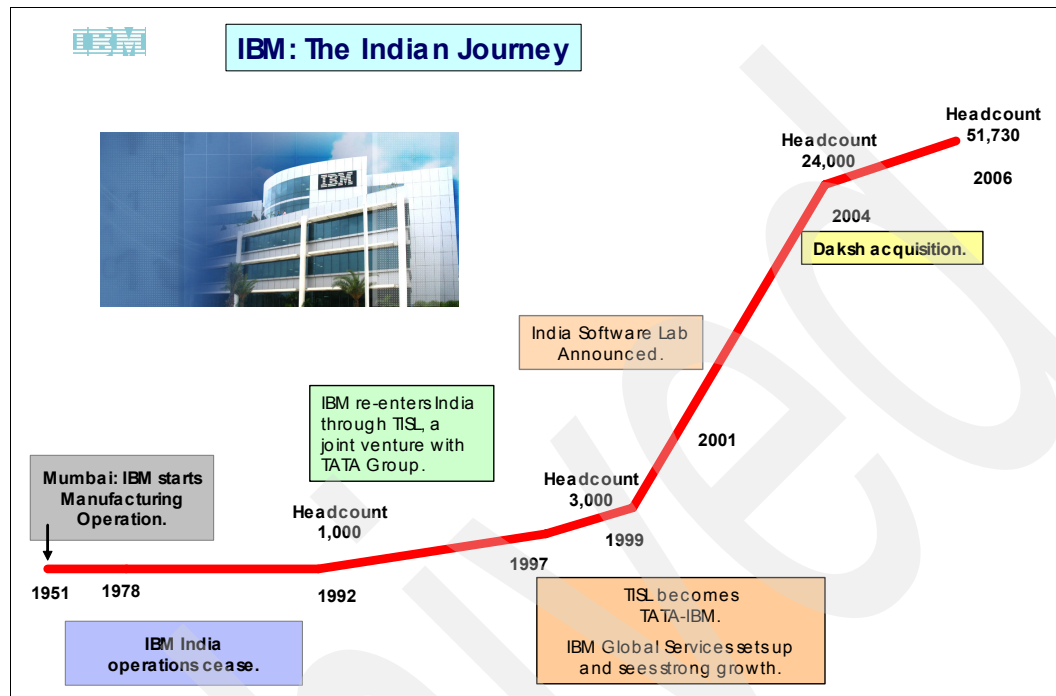 IBM
IBM: The Indian Journey
IBM
Headcount
24,000
Headcount
51,730
2006
2004
Daksh acquisition.
India Software Lab
Announced.
IBM re-enters India
through TISL, a
joint venture with
TATA Group.
2001
Mumbai: IBM starts
Manufacturing
Operation.
Headcount
1,000
Headcount
3,000
1999
1997
1951
1978
1992
IBM India
operations cease.
TISL becomes
TATA-IBM.
IBM Global Services sets up
and sees strong growth.